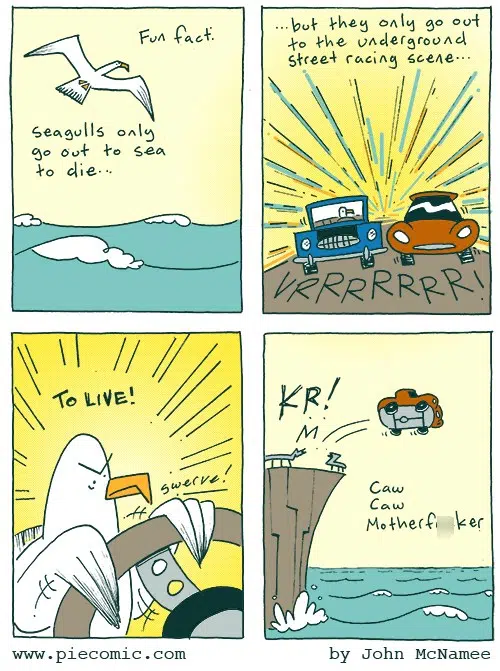 Fun fact:
seagulls only
go out to sea
to die...
...but they only go out
to the underground
street racing scene...
VRRRRRRR!
TO LIVE!
swerve!
KR!
Caw
Caw
Motherf ker
www.piecomic.com
by John McNamee